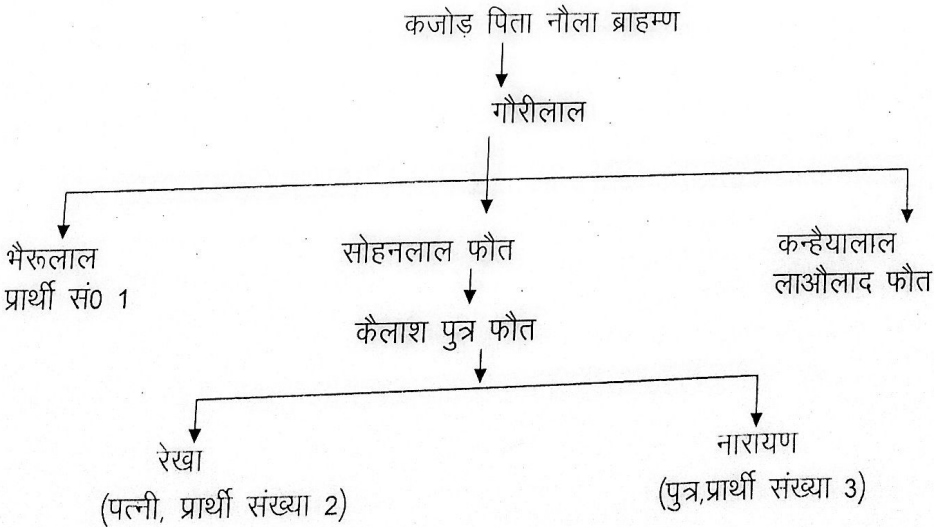 कजोड़ पिता नौला ब्राहम्ण
गौरीलाल
भैरूलाल
प्रार्थी सं0 1
सोहनलाल फौत
कन्हैयालाल
लाऔलाद फौत
कैलाश पुत्र फौत
रेखा
(पत्नी, प्रार्थी संख्या 2)
नारायण
(पुत्र,प्रार्थी संख्या 3)